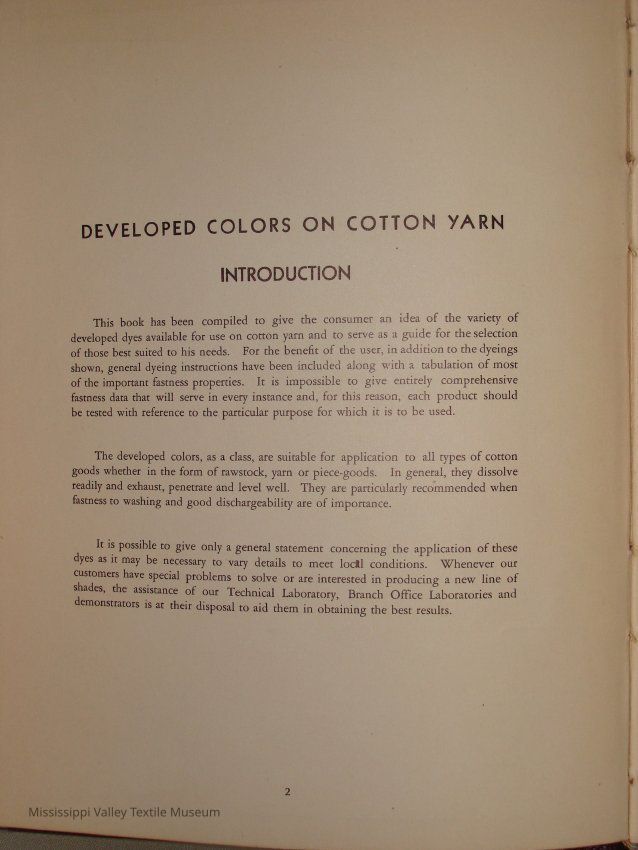 DEVELOPED COLORS ON COTTON YARN
INTRODUCTION
This book has been compiled to give the consumer an idea of the variety of
developed dyes available for use on cotton yarn and to serve as a guide for the selection
of those best suited to his needs. For the benefit of the user, in addition to the dyeings
shown, general dyeing instructions have been included along with a tabulation of most
of the important fastness properties. It is impossible to give entirely comprehensive
fastness data that will serve in every instance and, for this reason, each product should
be tested with reference to the particular purpose for which it is to be used.
The developed colors, as a class, are suitable for application to all types of cotton
goods whether in the form of rawstock, yarn or piece-goods. In general, they dissolve
readily and exhaust, penetrate and level well. They are particularly recommended when
fastness to washing and good dischargeability are of importance.
It is possible to give only a general statement concerning the application of these
dyes as it may be necessary to vary details to meet local conditions. Whenever our
customers have special problems to solve or are interested in producing a new line of
shades, the assistance of our Technical Laboratory, Branch Office Laboratories and
demonstrators is at their disposal to aid them in obtaining the best results.
2
Mississippi Valley Textile Museum